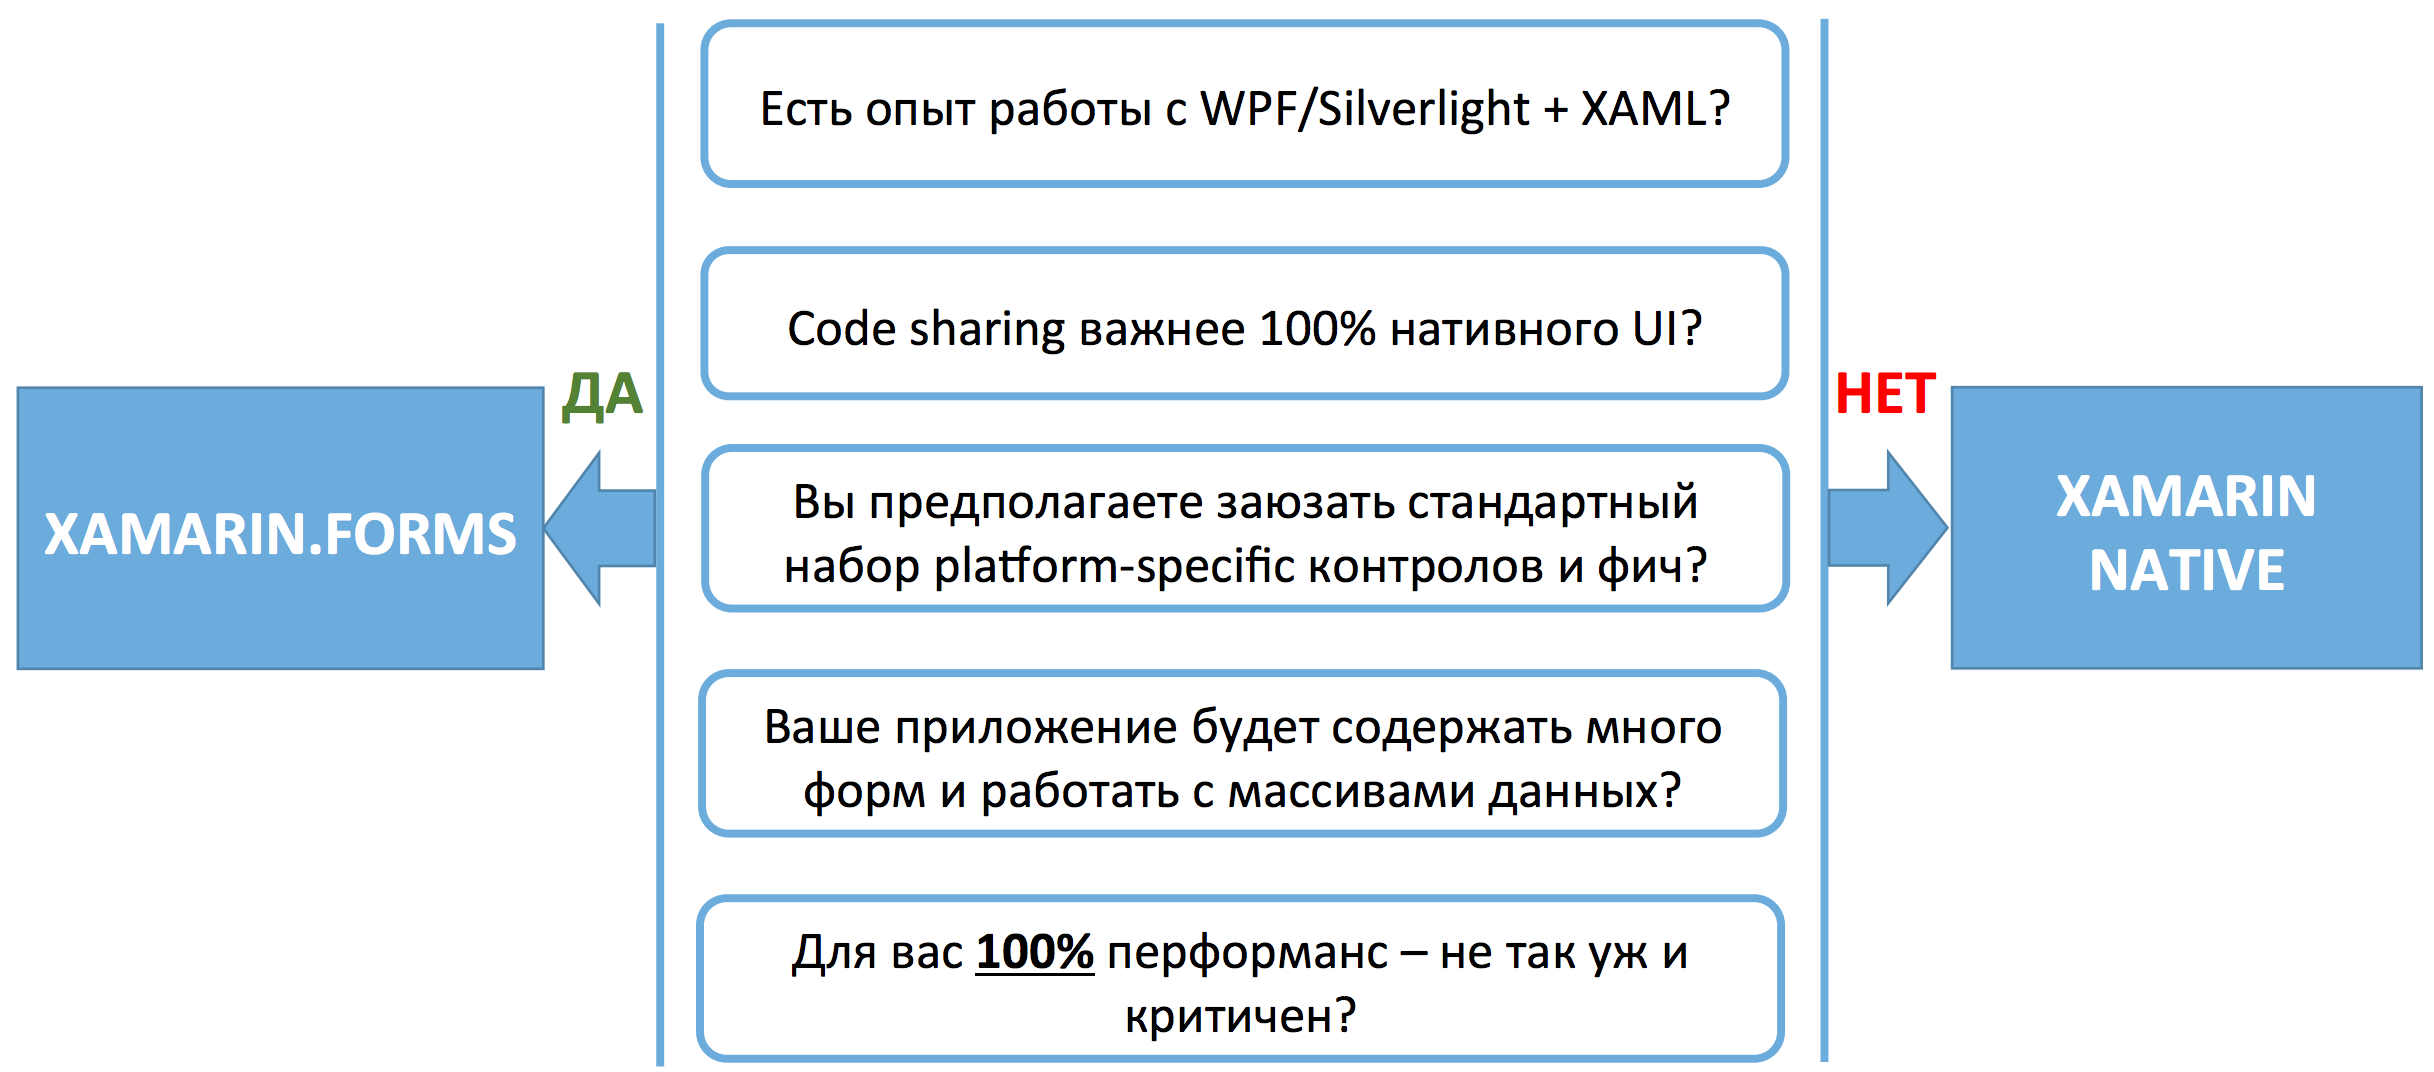 Есть опыт работы с WPF/Silverlight + XAML?
Code sharing важнее 100% нативного UI?
ДА
НЕТ
XAMARIN.FORMS
Вы предполагаете заюзать стандартный
набор platform-specific контролов и фич?
XAMARIN
NATIVE
Ваше приложение будет содержать много
форм и работать с массивами данных?
Для вас 100% перформанс – не так уж и
критичен?